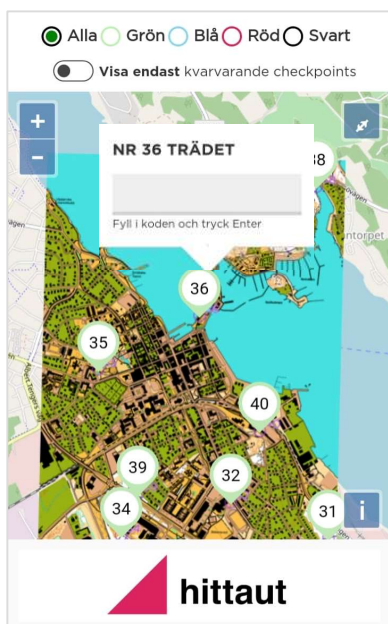 Alla Grön Blå Röd Svart
Visa endast kvarvarande checkpoints
+
-
NR 36 TRÄDET
Fyll i koden och tryck Enter
38
36
35
40
39
32
34
31
i
hittaut